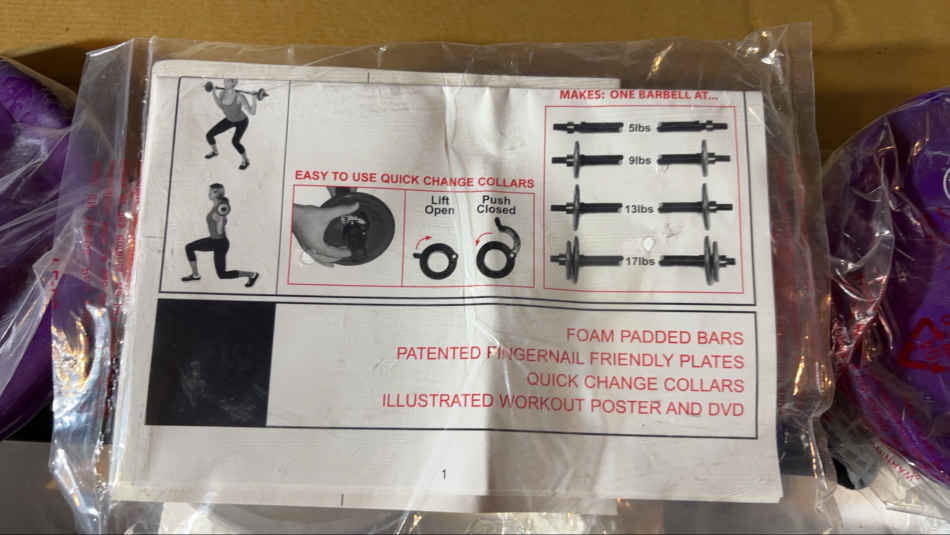 MAKES: ONE BARBELL AT...
5lbs
9lbs
13lbs
17lbs
EASY TO USE QUICK CHANGE COLLARS
Lift
Open
Push
Closed
FOAM PADDED BARS
PATENTED FINGERNAIL FRIENDLY PLATES
QUICK CHANGE COLLARS
ILLUSTRATED WORKOUT POSTER AND DVD
1